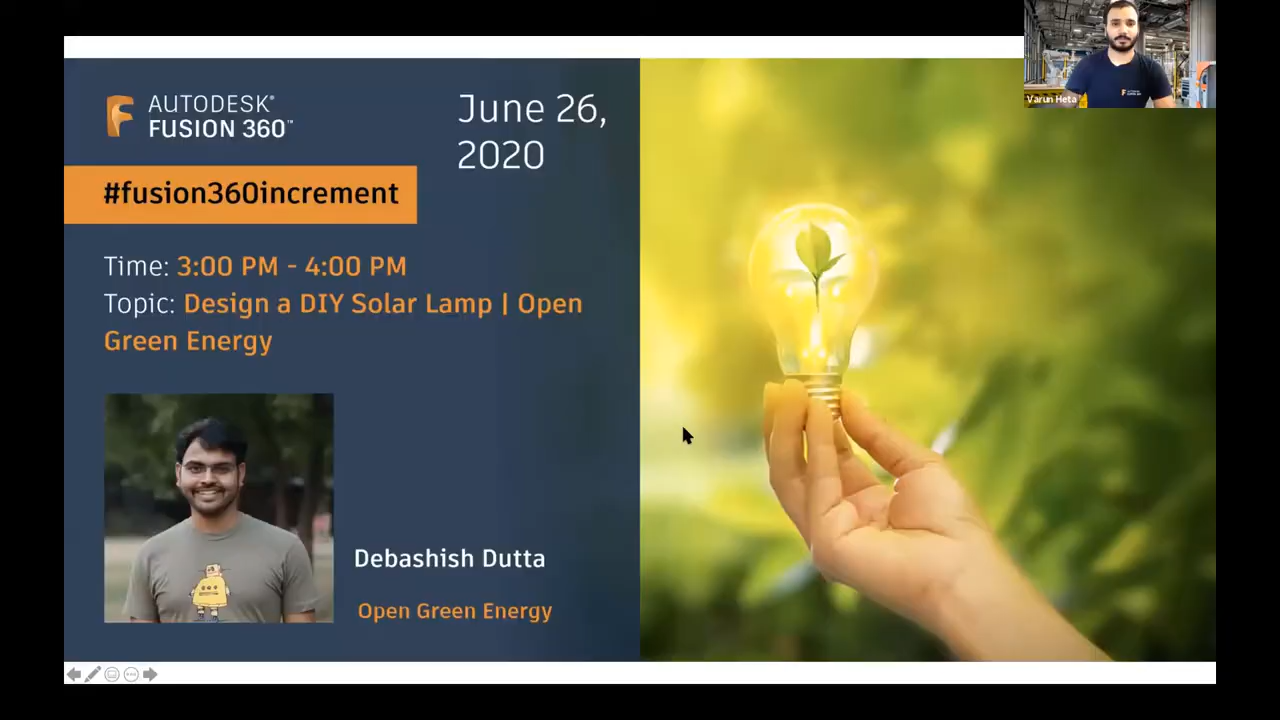 AUTODESK®
FUSION 360™
June 26,
2020
Varun Heta
#fusion360increment
Time: 3:00 PM - 4:00 PM
Topic: Design a DIY Solar Lamp | Open
Green Energy
Debashish Dutta
Open Green Energy